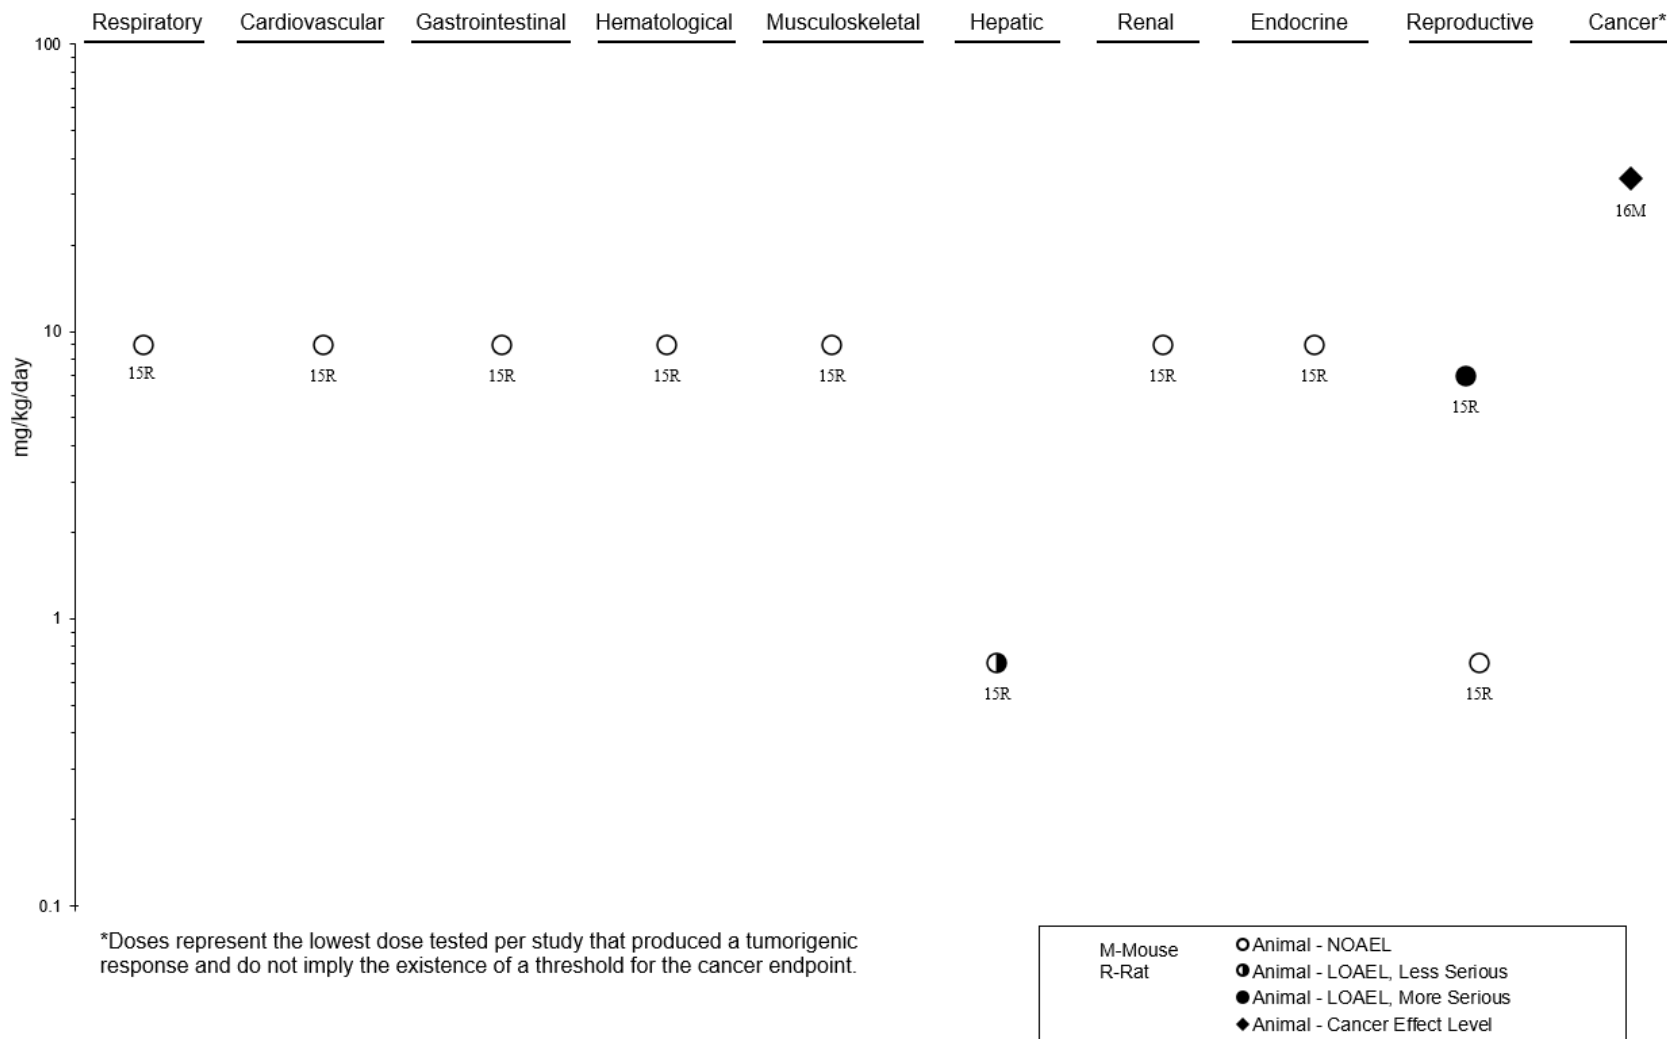 Respiratory Cardiovascular Gastrointestinal Hematological Musculoskeletal Hepatic Renal Endocrine Reproductive Cancer*
100
16M
10
15R 15R 15R 15R 15R 15R 15R
15R
mg/kg/day
1
15R 15R
0.1
*Doses represent the lowest dose tested per study that produced a tumorigenic
response and do not imply the existence of a threshold for the cancer endpoint.
M-Mouse
R-Rat
Animal - NOAEL
Animal - LOAEL, Less Serious
Animal - LOAEL, More Serious
Animal - Cancer Effect Level